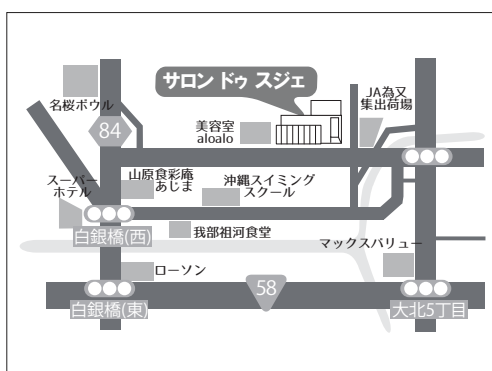 名桜ボウル
サロン ドゥ スジェ
JA為又
集出荷場
84
美容室
aloalo
山原食彩庵
あじま
沖縄スイミング
スクール
スーパー
ホテル
白銀橋(西)
我部祖河食堂
マックスバリュー
ローソン
58
白銀橋(東)
大北5丁目